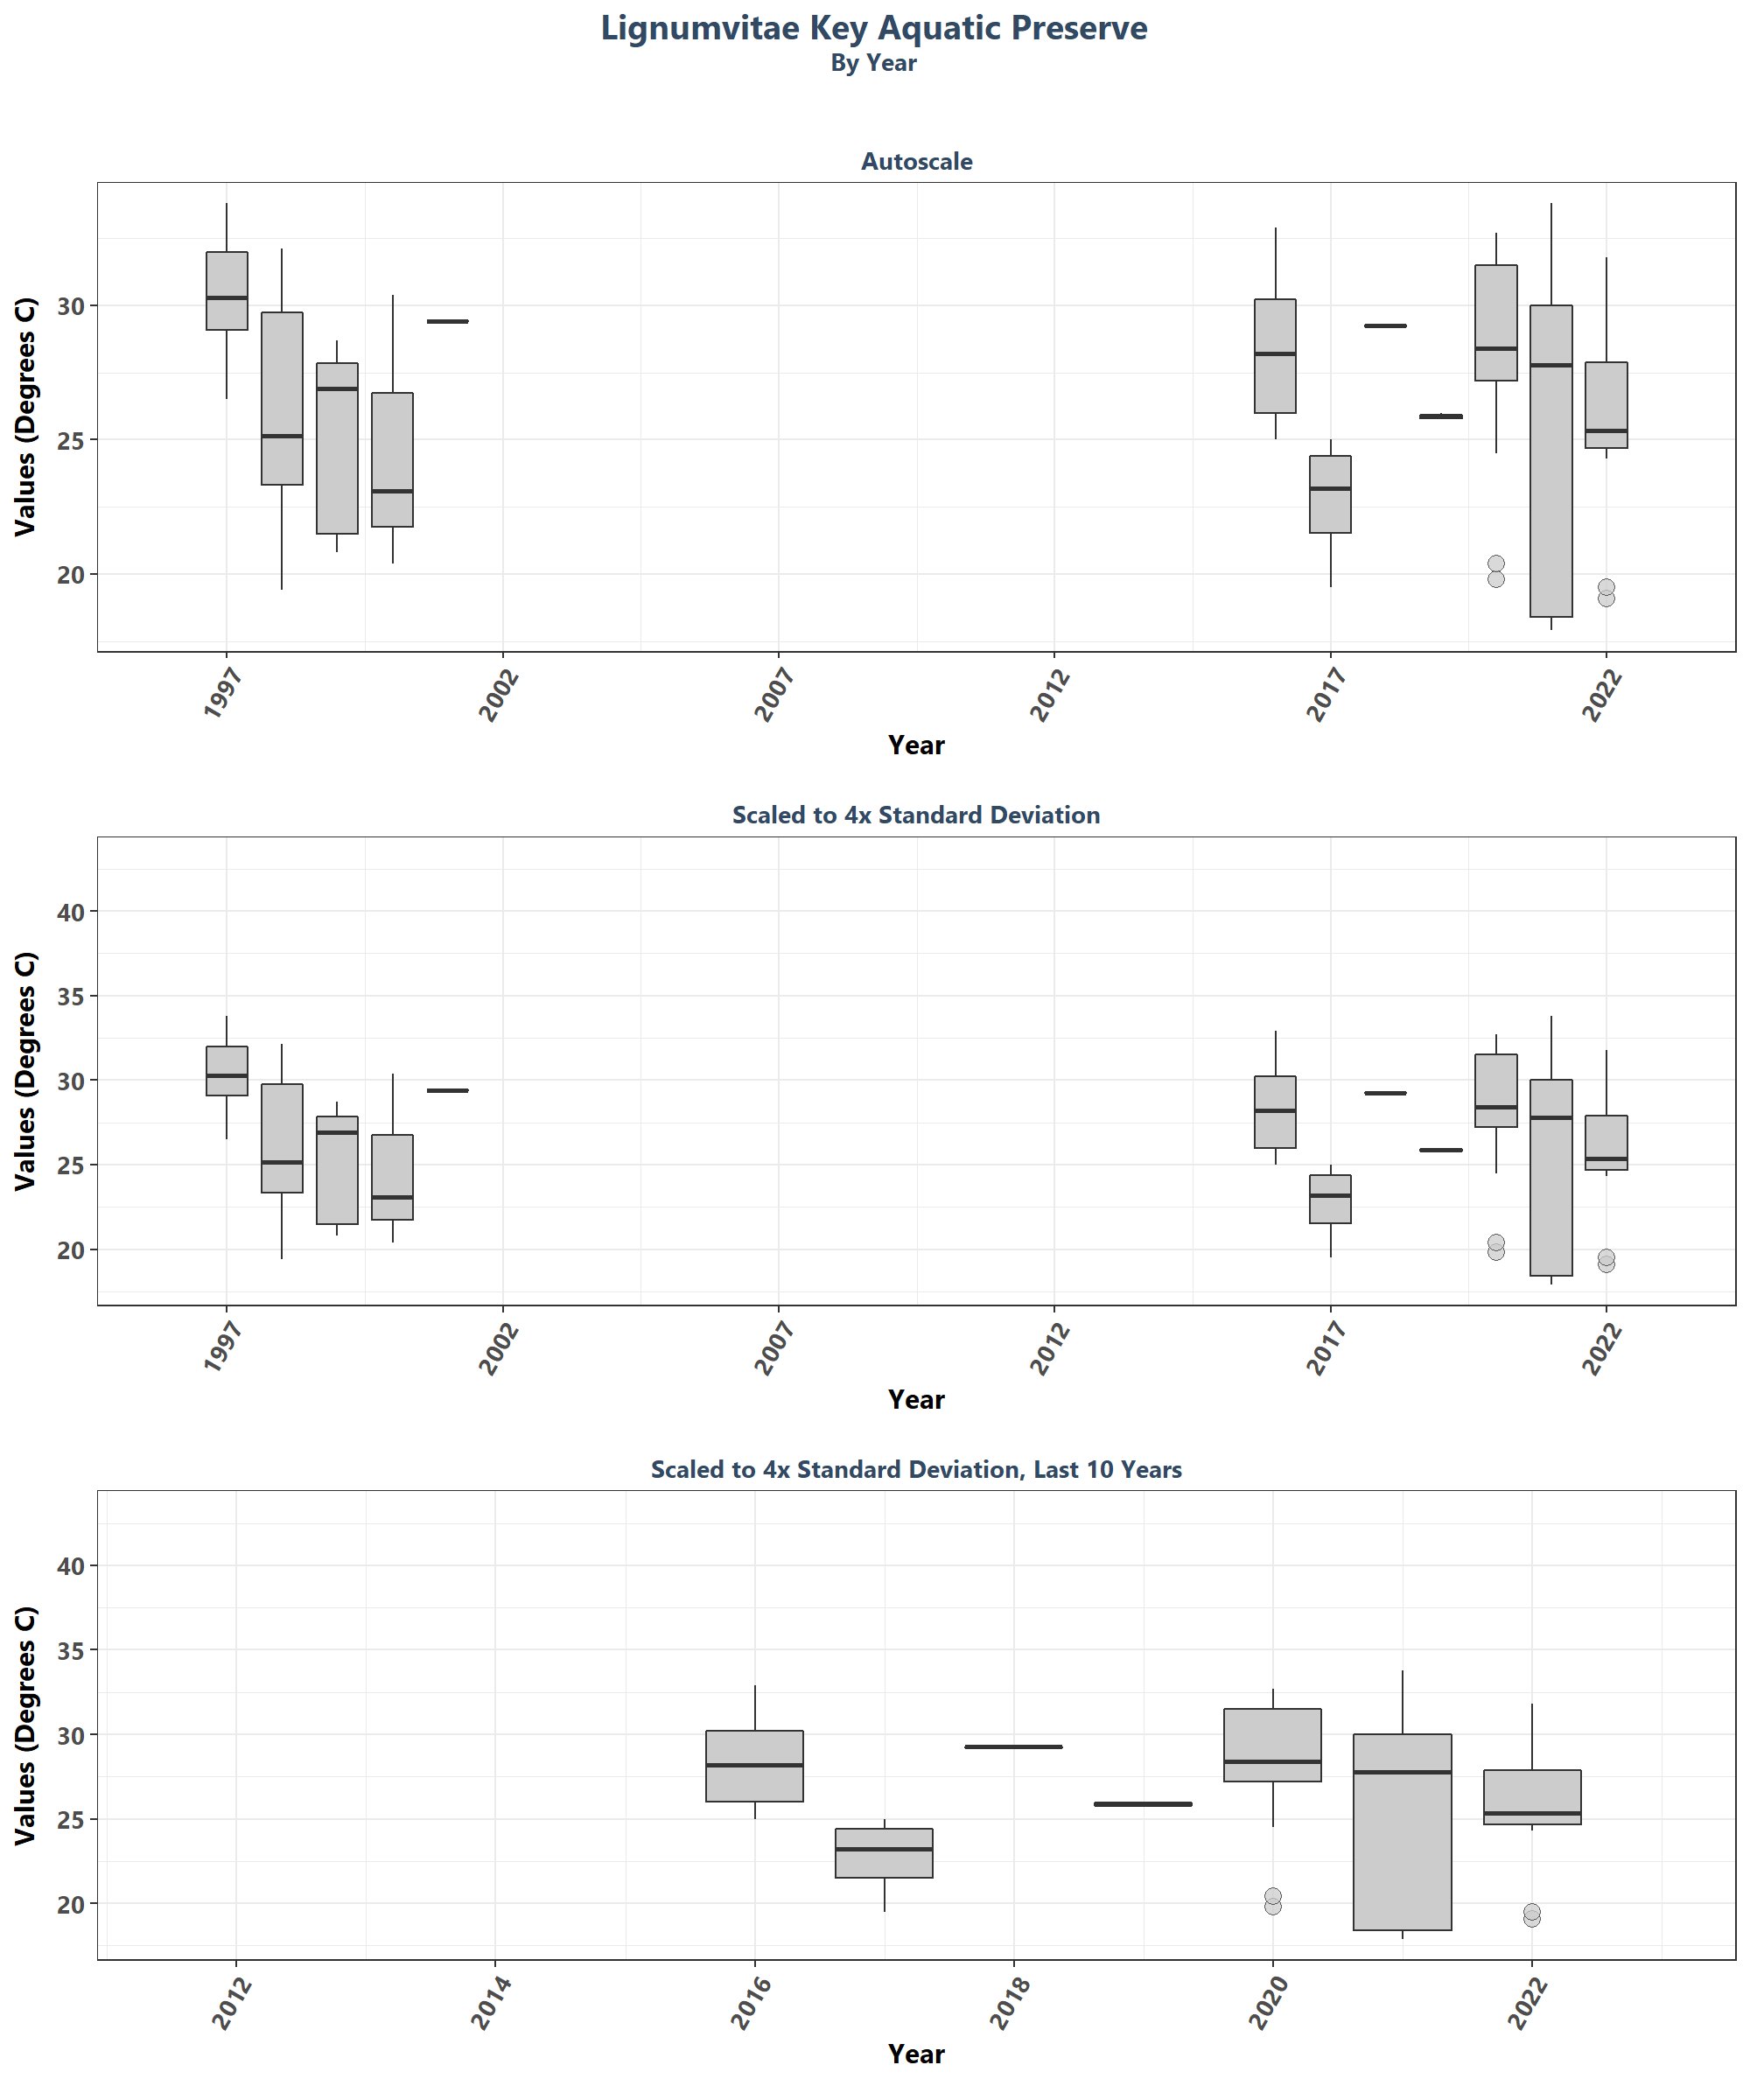 Lignumvitae Key Aquatic Preserve
By Year
Autoscale
Values (Degrees C)
30
25
20
1997 2002 2007 2012 2017 2022
Year
Scaled to 4x Standard Deviation
Values (Degrees C)
40
35
30
25
20
1997 2002 2007 2012 2017 2022
Year
Scaled to 4x Standard Deviation, Last 10 Years
Values (Degrees C)
40
35
30
25
20
2012 2014 2016 2018 2020 2022
Year